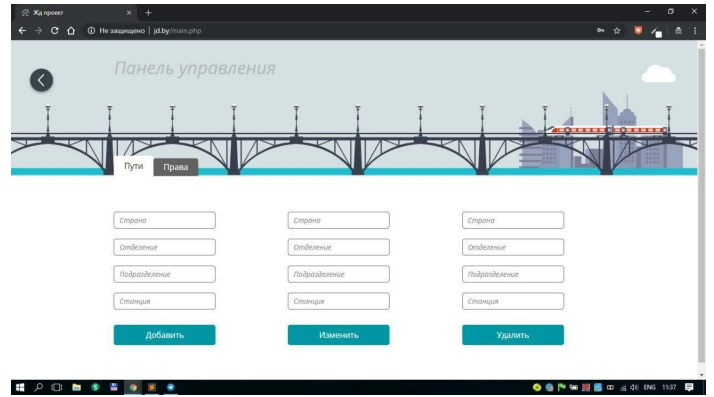 Жд проект
Не защищено | jd.by/main.php
Панель управления
Пути Права
Страна Страна Страна
Отделение Отделение Отделение
Подразделение Подразделение Подразделение
Станция Станция Станция
Добавить Изменить Удалить
ENG 11:37